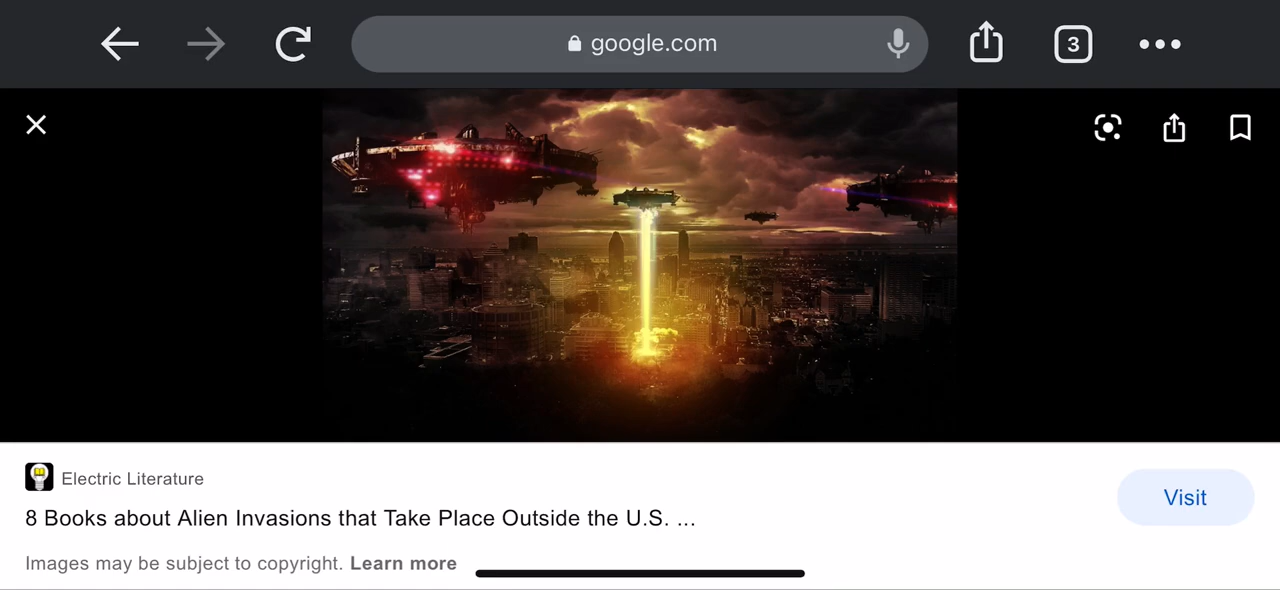 google.com
3
Electric Literature
8 Books about Alien Invasions that Take Place Outside the U.S. ...
Visit
Images may be subject to copyright. Learn more